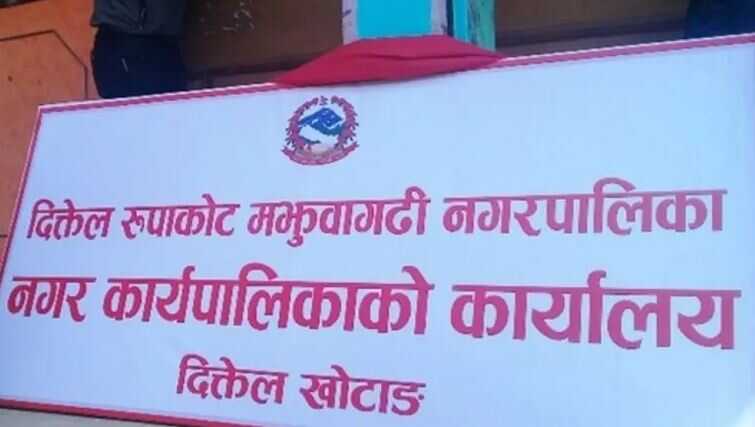 दिक्तेल रुपाकोट मझुवागढी नगरपालिका
नगर कार्यपालिकाको कार्यालय
दिक्तेल खोटाङ